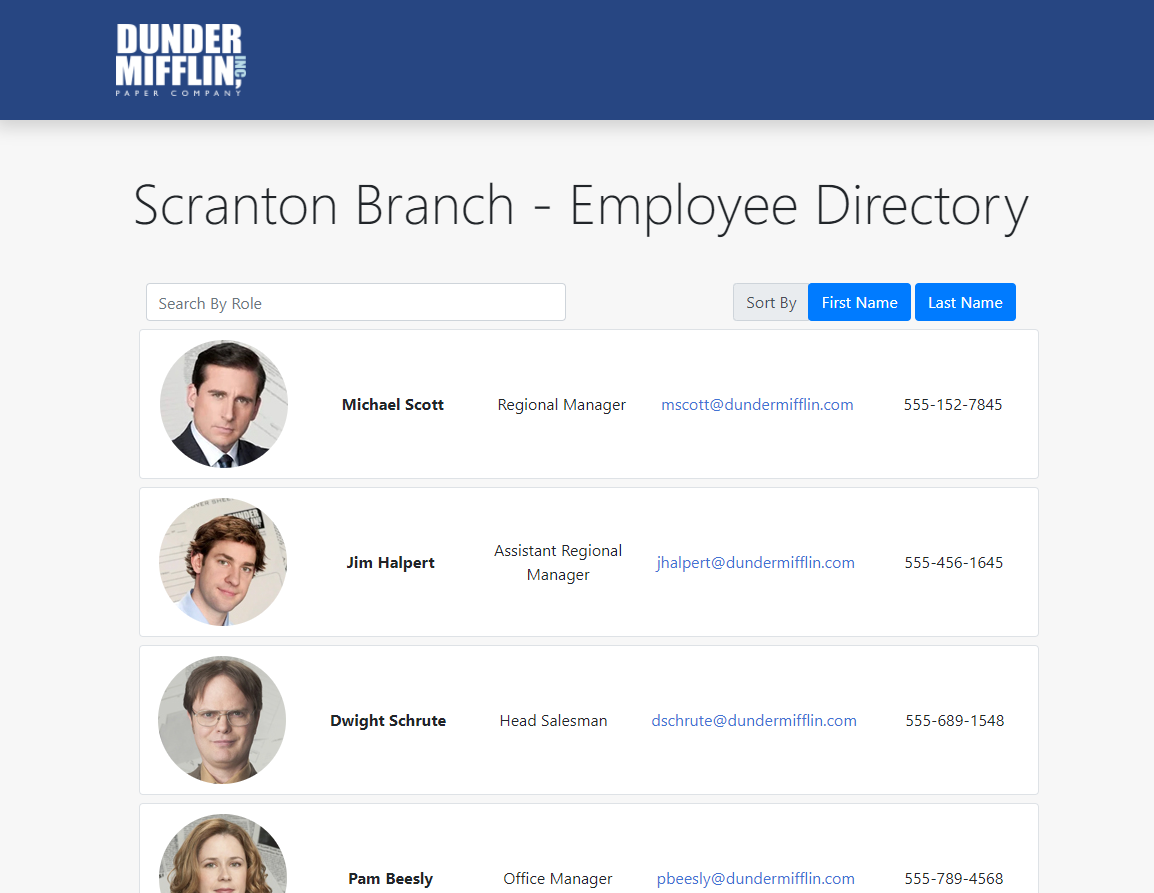 DUNDER
MIFFLIN, INC
PAPER COMPANY
Scranton Branch - Employee Directory
Search By Role
Sort By First Name Last Name
Michael Scott Regional Manager mscott@dundermifflin.com 555-152-7845
Jim Halpert Assistant Regional Manager jhalpert@dundermifflin.com 555-456-1645
Dwight Schrute Head Salesman dschrute@dundermifflin.com 555-689-1548
Pam Beesly Office Manager pbeesly@dundermifflin.com 555-789-4568